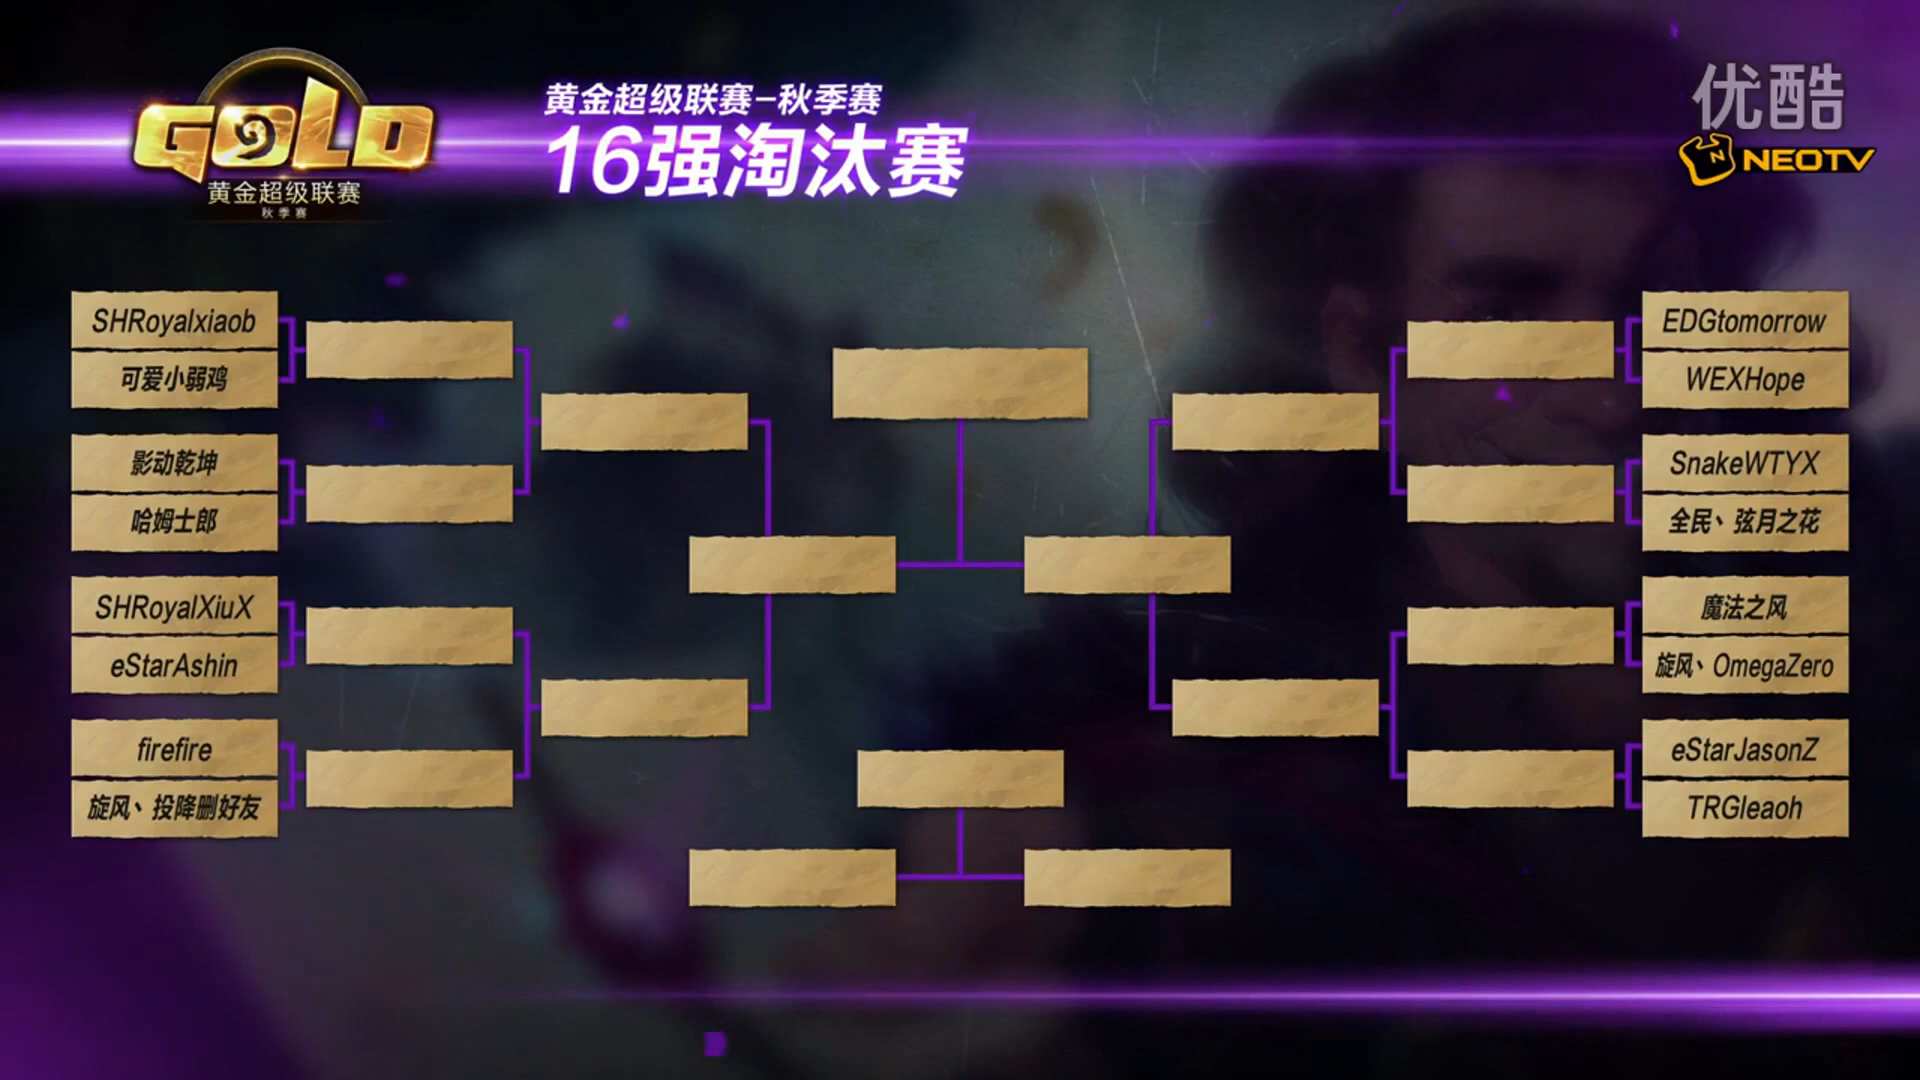 GOLD
黄金超级联赛
秋季赛
黄金超级联赛-秋季赛
16强淘汰赛
优酷
NEOTV
SHRoyalxiaob
可爱小弱鸡
影动乾坤
哈姆士郎
SHRoyalXiuX
eStarAshin
firefire
旋风、投降删好友
EDGtomorrow
WEXHope
SnakeWTYX
全民、弦月之花
魔法之风
旋风、OmegaZero
eStarJasonZ
TRGleaoh